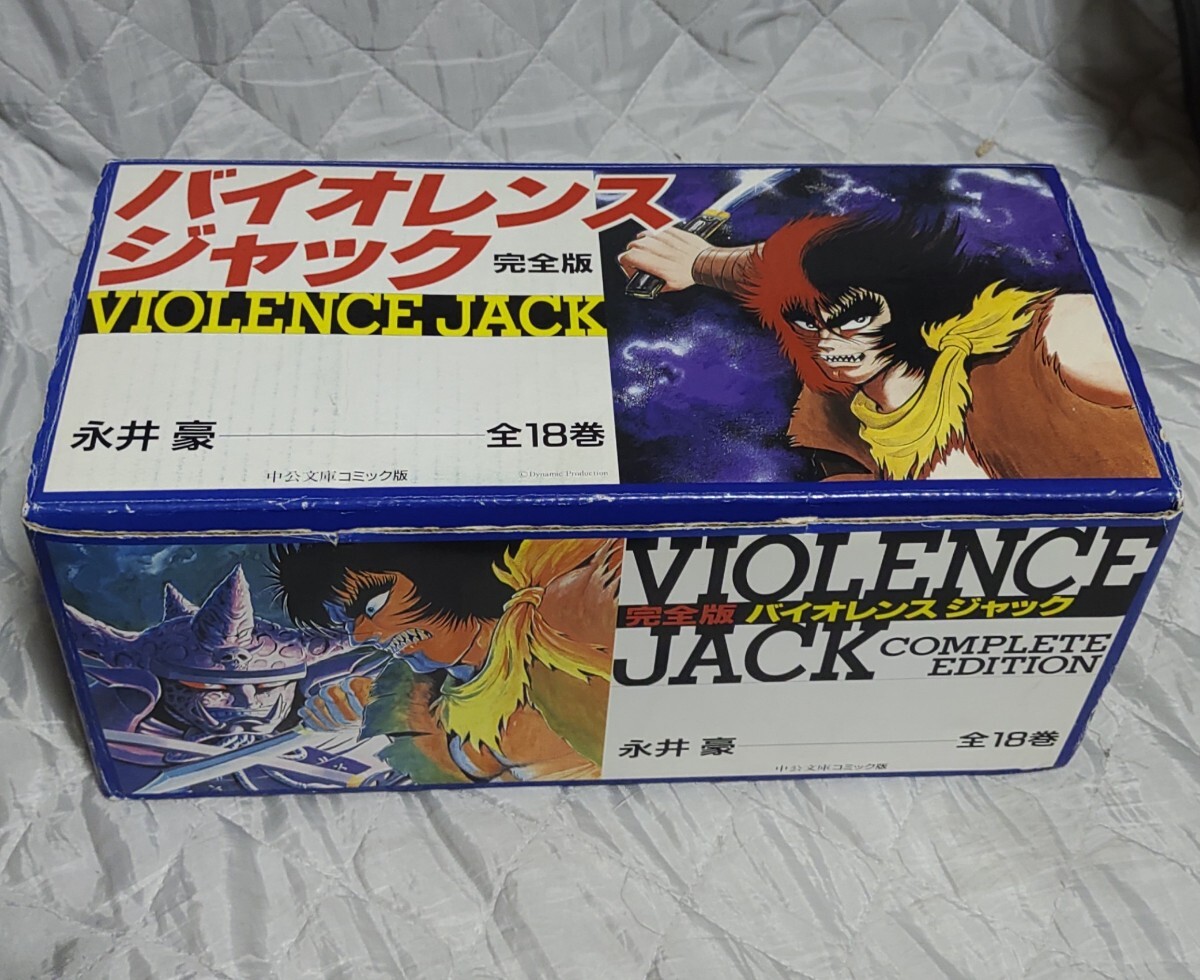 バイオレンス
ジャック 完全版
VIOLENCE JACK
永井 豪 全18巻
中公文庫コミック版
© Dynamic Production
VIOLENCE
完全版 バイオレンス ジャック
JACK COMPLETE
EDITION
永井 豪 全18巻
中公文庫コミック版